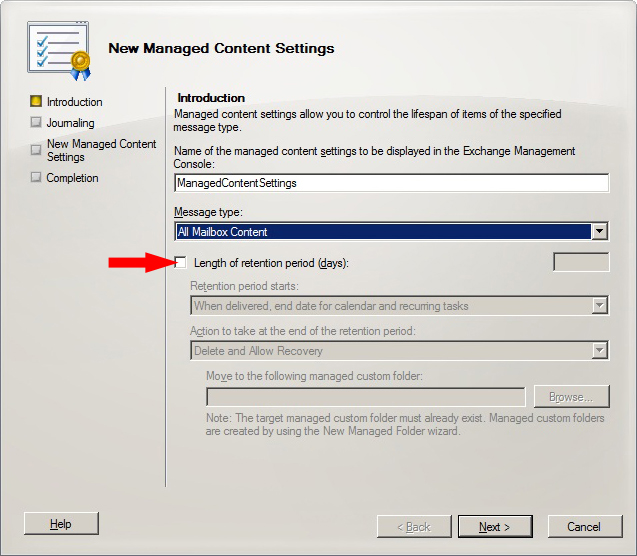 New Managed Content Settings
Introduction
Journaling
New Managed Content
Settings
Completion
Introduction
Managed content settings allow you to control the lifespan of items of the specified
message type.
Name of the managed content settings to be displayed in the Exchange Management
Console:
ManagedContentSettings
Message type:
All Mailbox Content
Length of retention period (days):
Retention period starts:
When delivered, end date for calendar and recurring tasks
Action to take at the end of the retention period:
Delete and Allow Recovery
Move to the following managed custom folder:
Browse...
Note: The target managed custom folder must already exist. Managed custom folders
are created by using the New Managed Folder wizard.
Help
< Back
Next >
Cancel